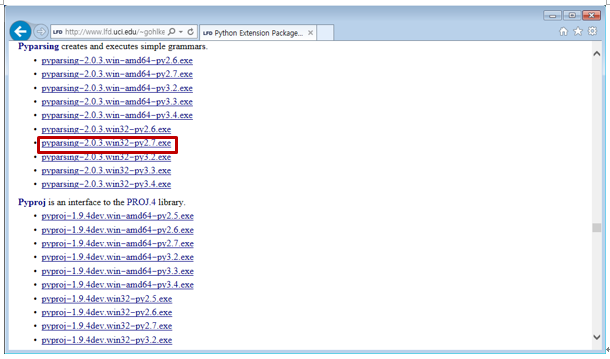 LFD http://www.lfd.uci.edu/~gohlke
LFD Python Extension Package...
Pyparsing creates and executes simple grammars.
• pyparsing-2.0.3.win-amd64-py2.6.exe
• pyparsing-2.0.3.win-amd64-py2.7.exe
• pyparsing-2.0.3.win-amd64-py3.2.exe
• pyparsing-2.0.3.win-amd64-py3.3.exe
• pyparsing-2.0.3.win-amd64-py3.4.exe
• pyparsing-2.0.3.win32-py2.6.exe
• pyparsing-2.0.3.win32-py2.7.exe
• pyparsing-2.0.3.win32-py3.2.exe
• pyparsing-2.0.3.win32-py3.3.exe
• pyparsing-2.0.3.win32-py3.4.exe
Pyproj is an interface to the PROJ.4 library.
• pyproj-1.9.4dev.win-amd64-py2.5.exe
• pyproj-1.9.4dev.win-amd64-py2.6.exe
• pyproj-1.9.4dev.win-amd64-py2.7.exe
• pyproj-1.9.4dev.win-amd64-py3.2.exe
• pyproj-1.9.4dev.win-amd64-py3.3.exe
• pyproj-1.9.4dev.win-amd64-py3.4.exe
• pyproj-1.9.4dev.win32-py2.5.exe
• pyproj-1.9.4dev.win32-py2.6.exe
• pyproj-1.9.4dev.win32-py2.7.exe
• pyproj-1.9.4dev.win32-py3.2.exe